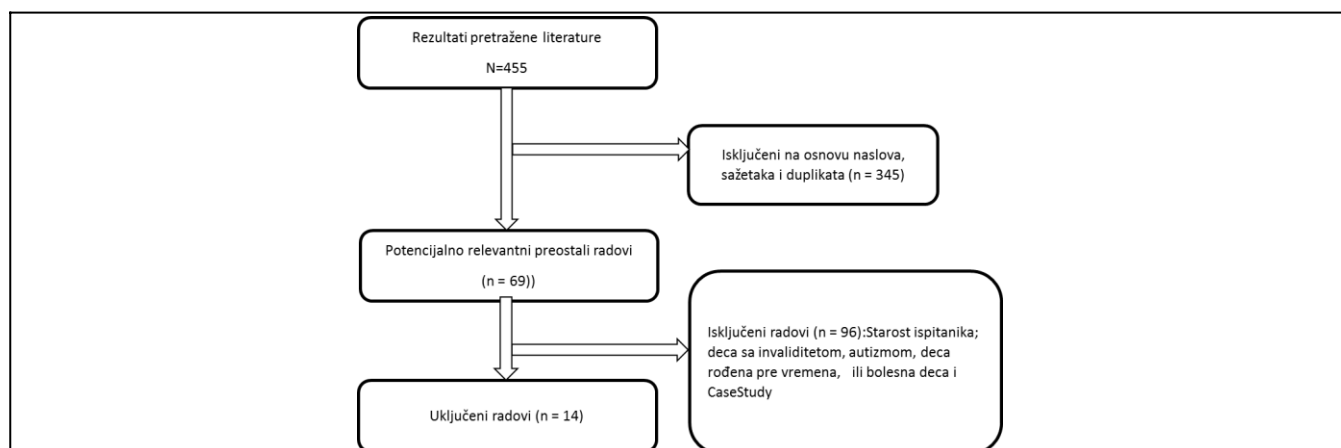 Rezultati pretražene literature
N=455
Isključeni na osnovu naslova,
sažetaka i duplikata (n = 345)
Potencijalno relevantni preostali radovi
(n = 69))
Isključeni radovi (n = 96):Starost ispitanika;
deca sa invaliditetom, autizmom, deca
rođena pre vremena, ili bolesna deca i
CaseStudy
Uključeni radovi (n = 14)